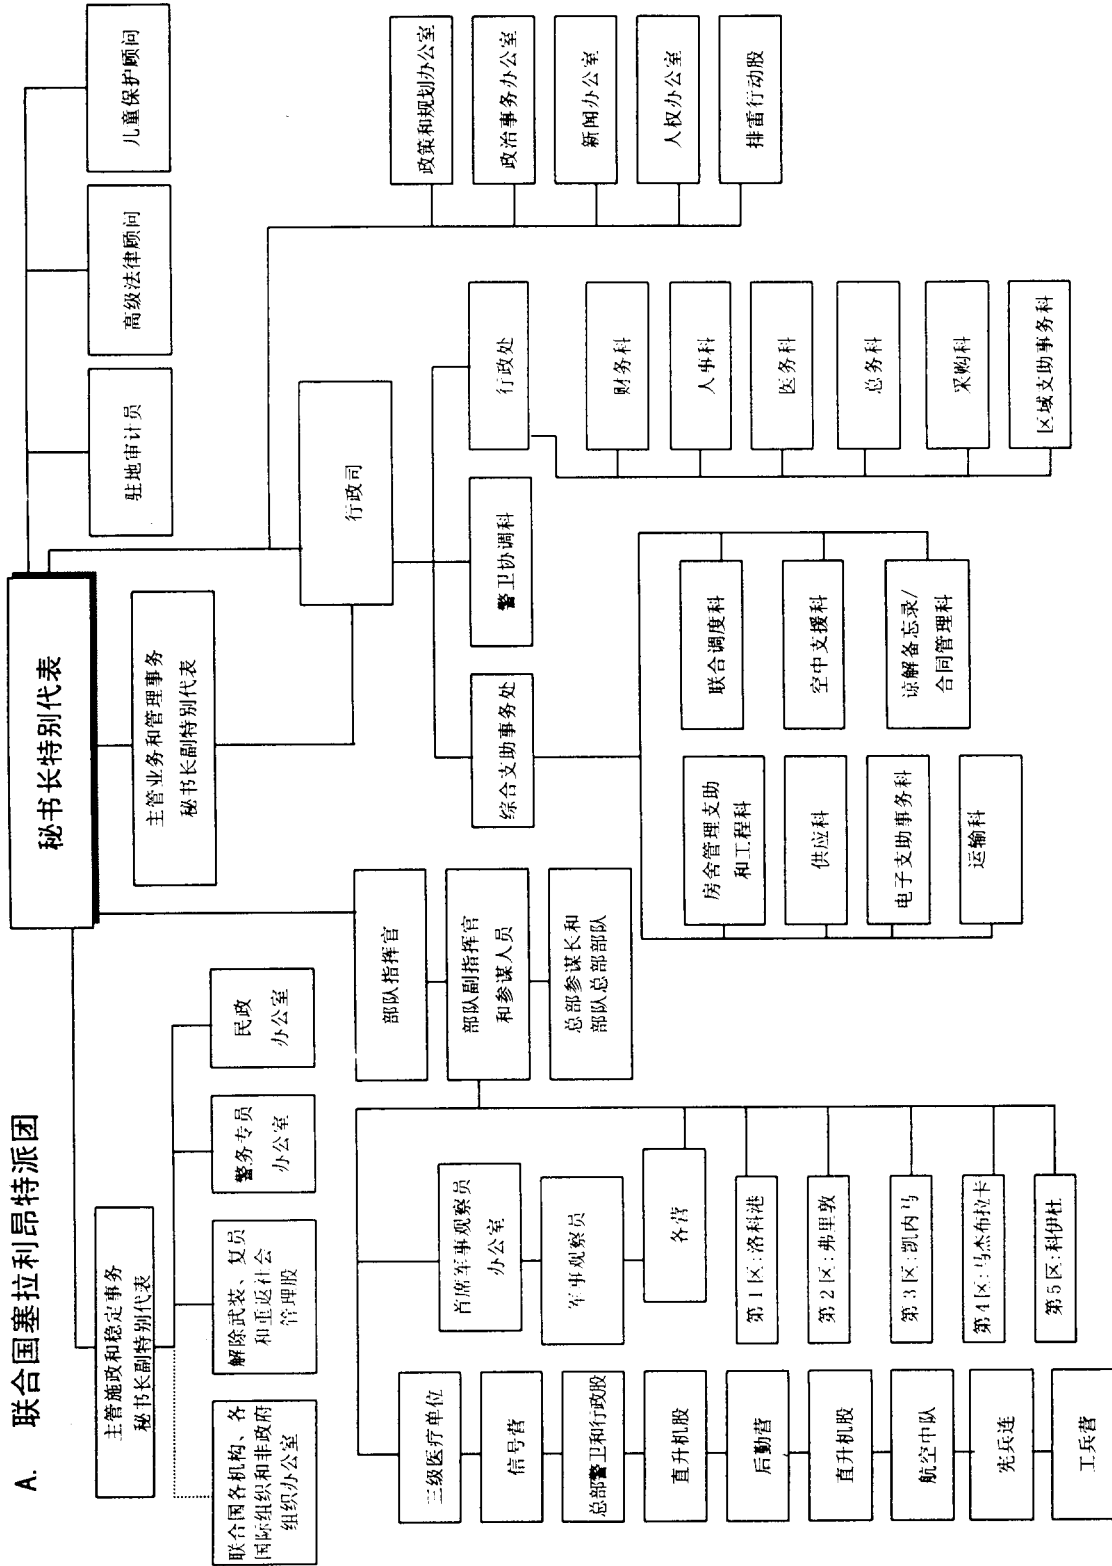 A. 联合国塞拉利昂特派团
秘书长特别代表
驻地审计员
高级法律顾问
儿童保护顾问
主管施政和稳定事务
秘书长副特别代表
主管业务和管理事务
秘书长副特别代表
联合国各机构、各
国际组织和非政府
组织办公室
解除武装、复员
和重返社会
管理股
警务专员
办公室
民政
办公室
部队指挥官
部队副指挥官
和参谋人员
总部参谋长和
部队总部部队
行政司
政策和规划办公室
政治事务办公室
新闻办公室
人权办公室
排雷行动股
综合支助事务处
警卫协调科
行政处
财务科
人事科
医务科
总务科
采购科
区域支助事务科
房舍管理支助
和工程科
供应科
电子支助事务科
运输科
联合调度科
空中支援科
谅解备忘录/
合同管理科
三级医疗单位
信号营
总部警卫和行政股
直升机股
后勤营
直升机股
航空中队
宪兵连
工兵营
首席军事观察员
办公室
军事观察员
各营
第1区:洛科港
第2区:弗里敦
第3区:凯内马
第4区:马杰布拉卡
第5区:科伊杜